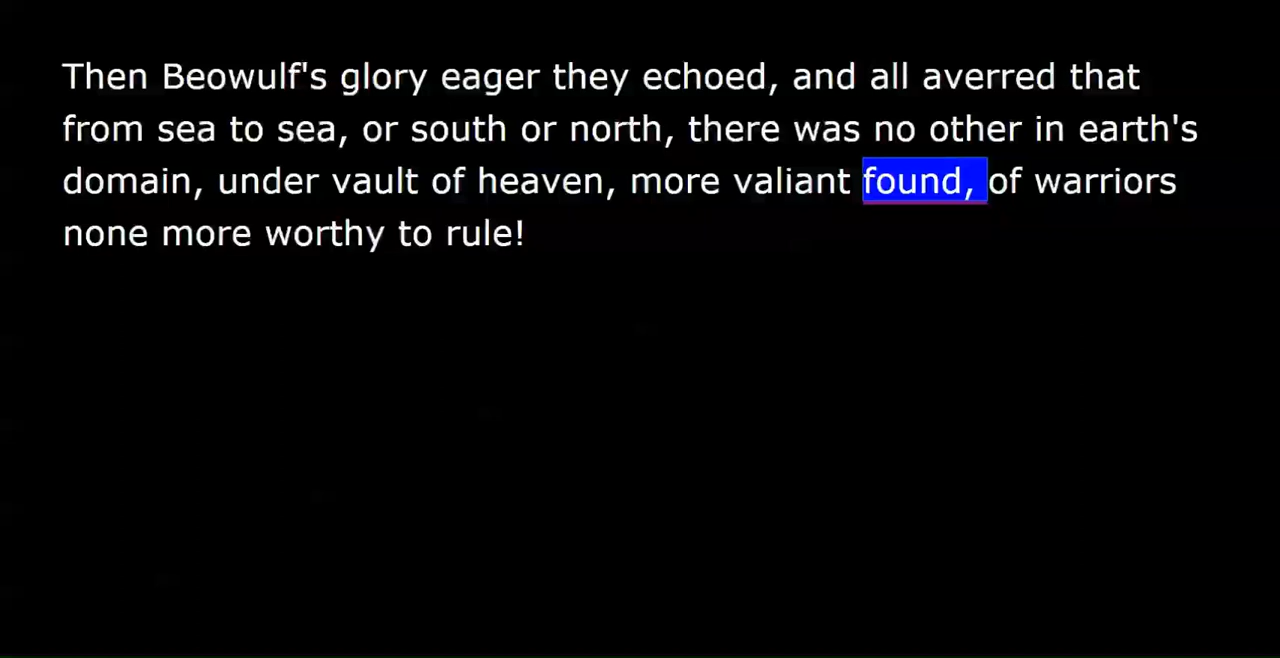 Then Beowulf's glory eager they echoed, and all averred that
from sea to sea, or south or north, there was no other in earth's
domain, under vault of heaven, more valiant found, of warriors
none more worthy to rule!